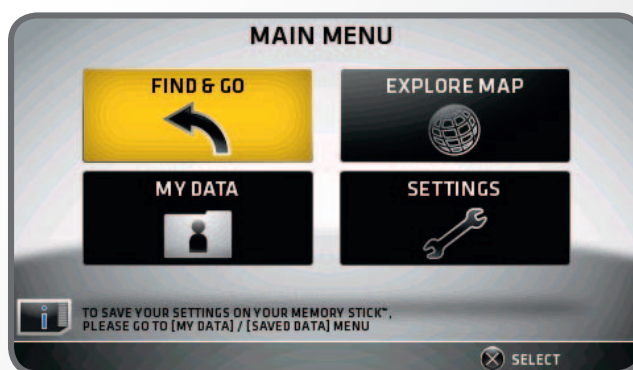 MAIN MENU
FIND & GO
EXPLORE MAP
MY DATA
SETTINGS
TO SAVE YOUR SETTINGS ON YOUR MEMORY STICK™,
PLEASE GO TO [MY DATA] / [SAVED DATA] MENU
SELECT